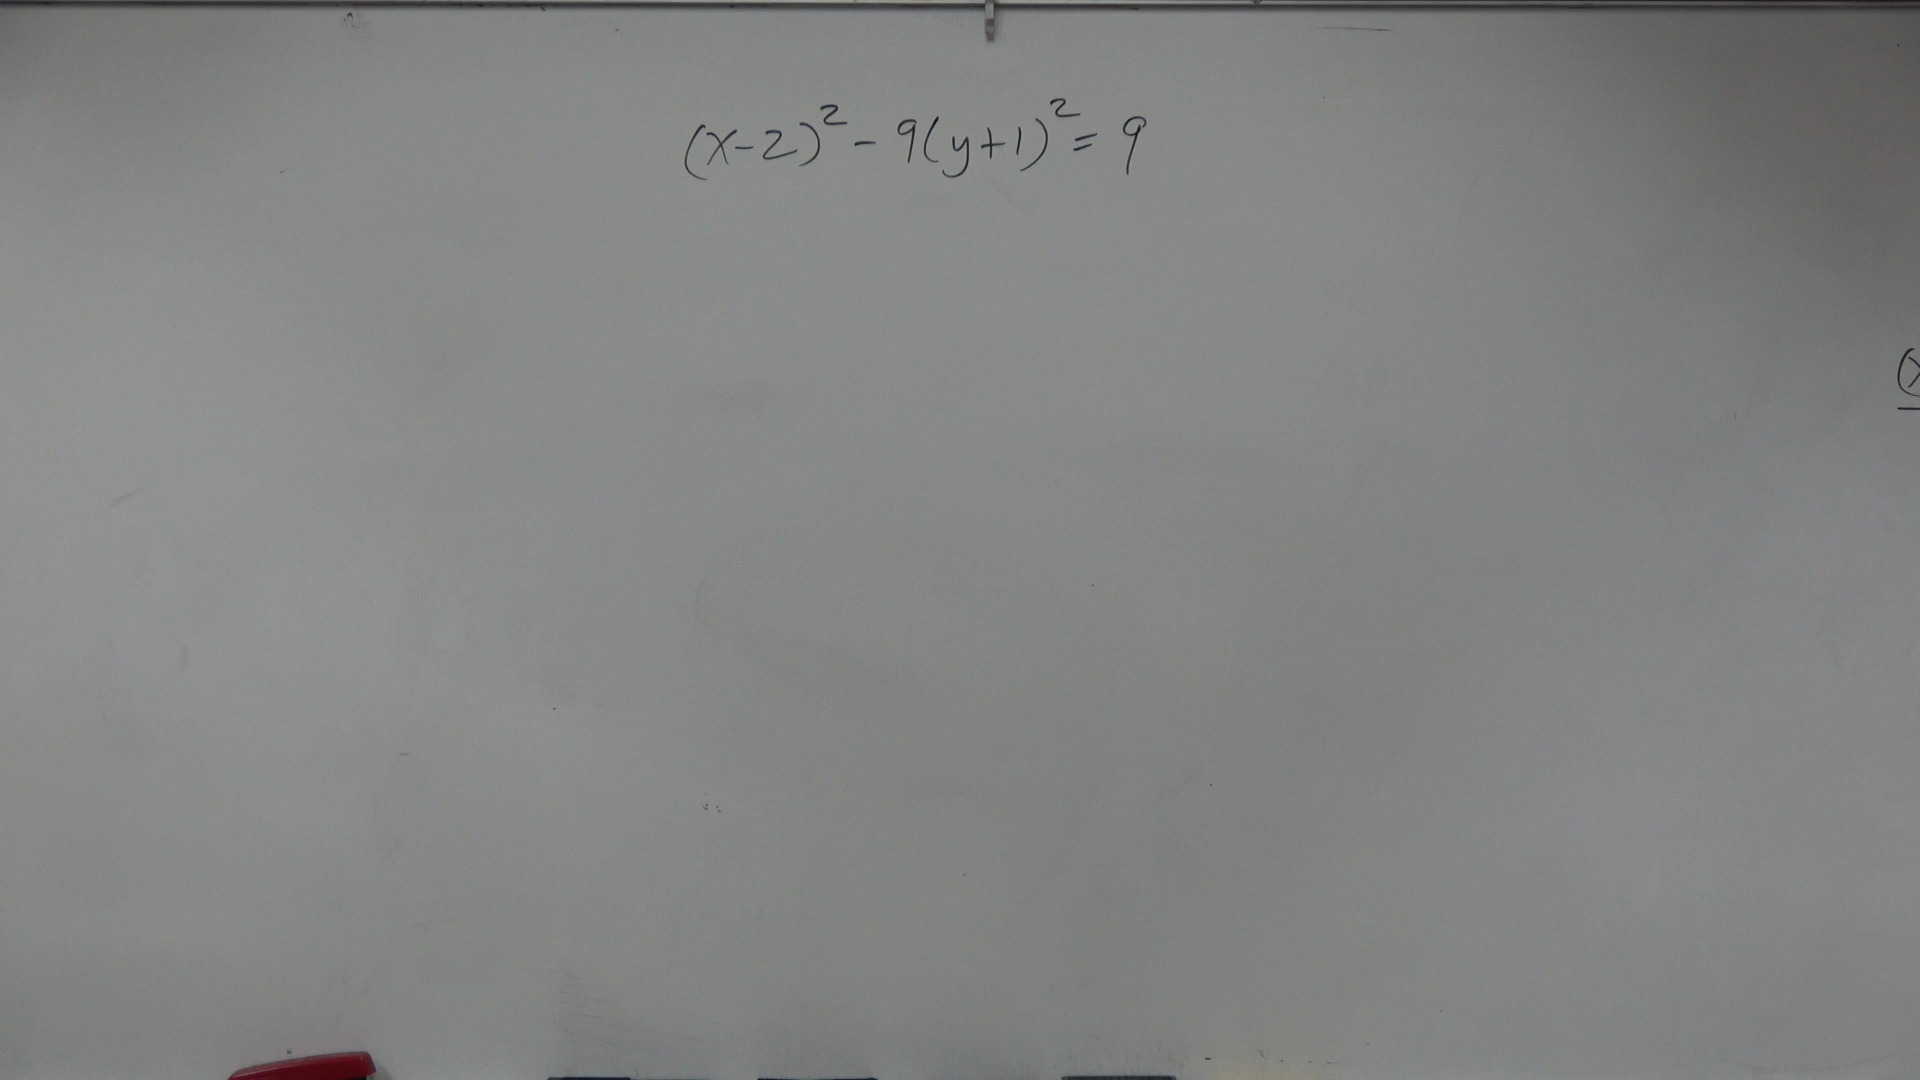 (x-2)² - 9(y+1)² = 9
(x